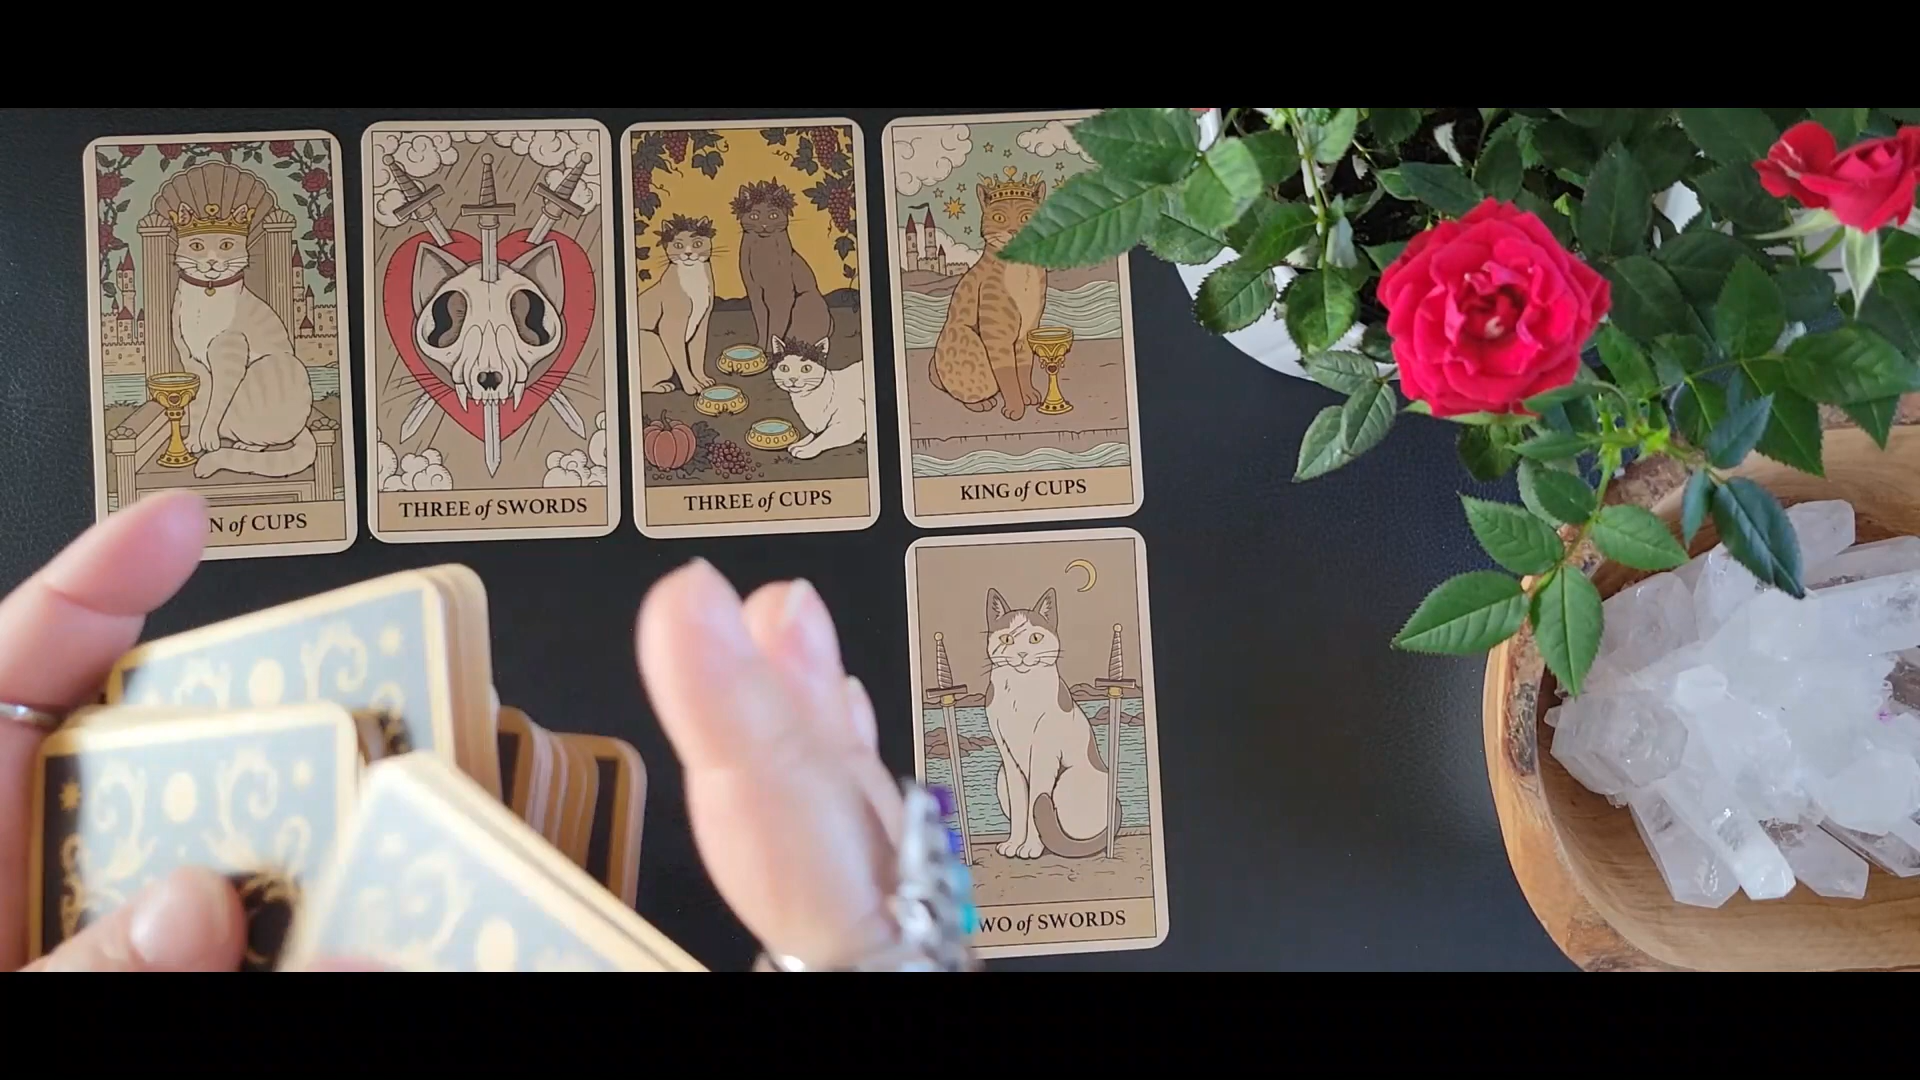 N of CUPS
THREE of SWORDS
THREE of CUPS
KING of CUPS
WO of SWORDS